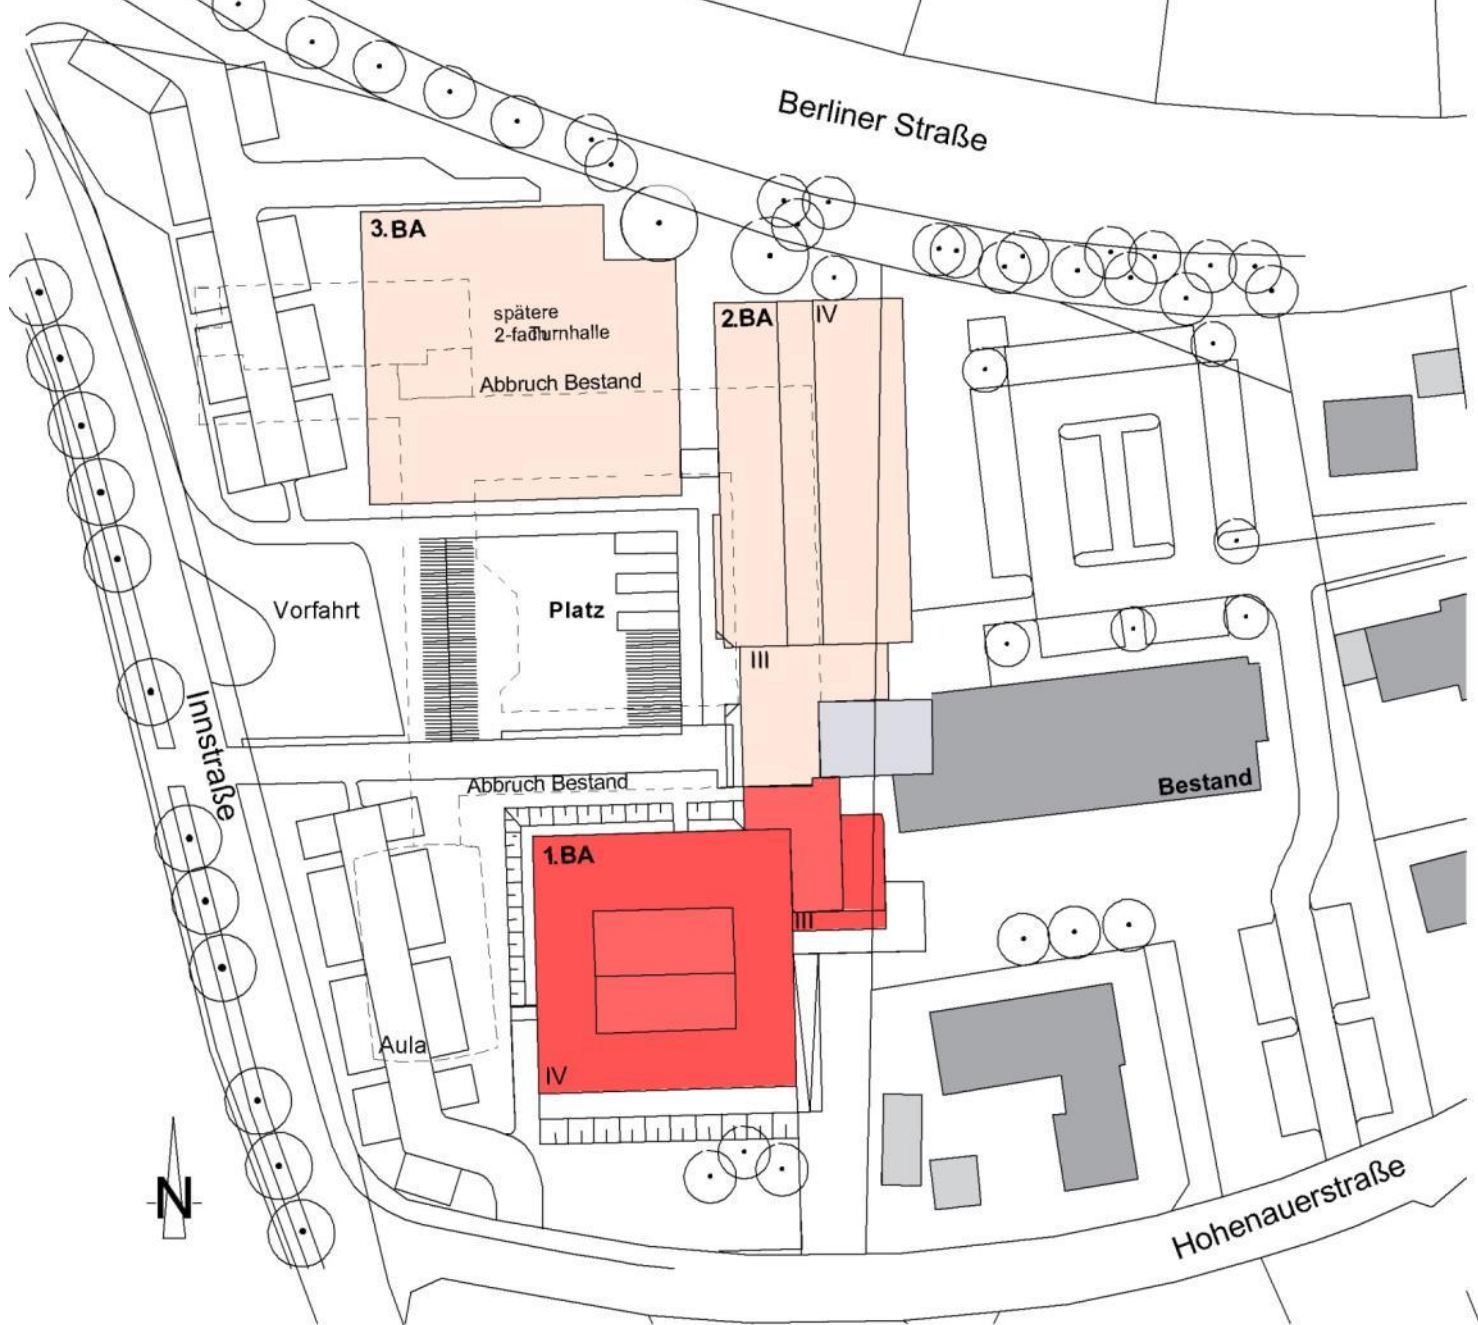 Berliner Straße
3.BA
spätere
2-fach Turnhalle
Abbruch Bestand
2.BA
IV
Vorfahrt
Platz
III
Innstraße
Abbruch Bestand
Bestand
1.BA
III
Aula
IV
N
Hohenauerstraße